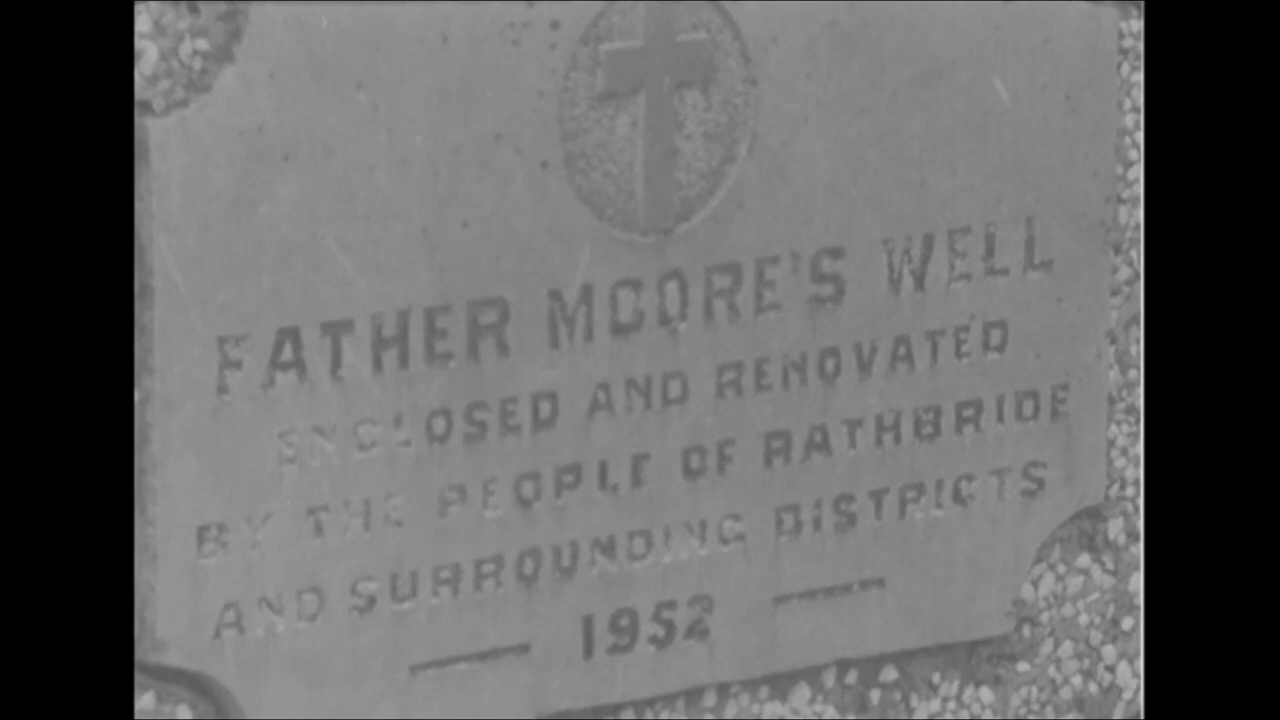 FATHER MOORE'S WELL
ENCLOSED AND RENOVATED
BY THE PEOPLE OF RATHBRIDE
AND SURROUNDING DISTRICTS
— 1952 —